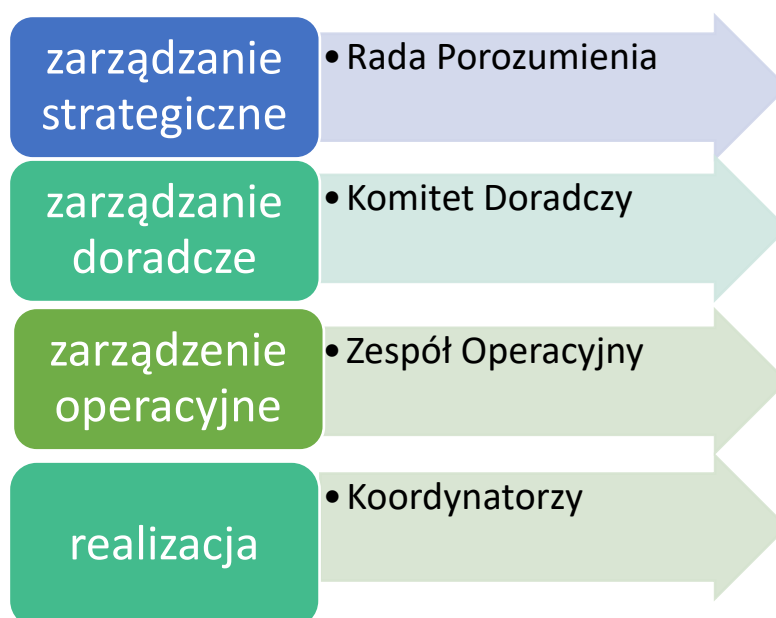 zarządzanie
strategiczne
• Rada Porozumienia
zarządzanie
doradcze
• Komitet Doradczy
zarządzenie
operacyjne
• Zespół Operacyjny
realizacja
• Koordynatorzy